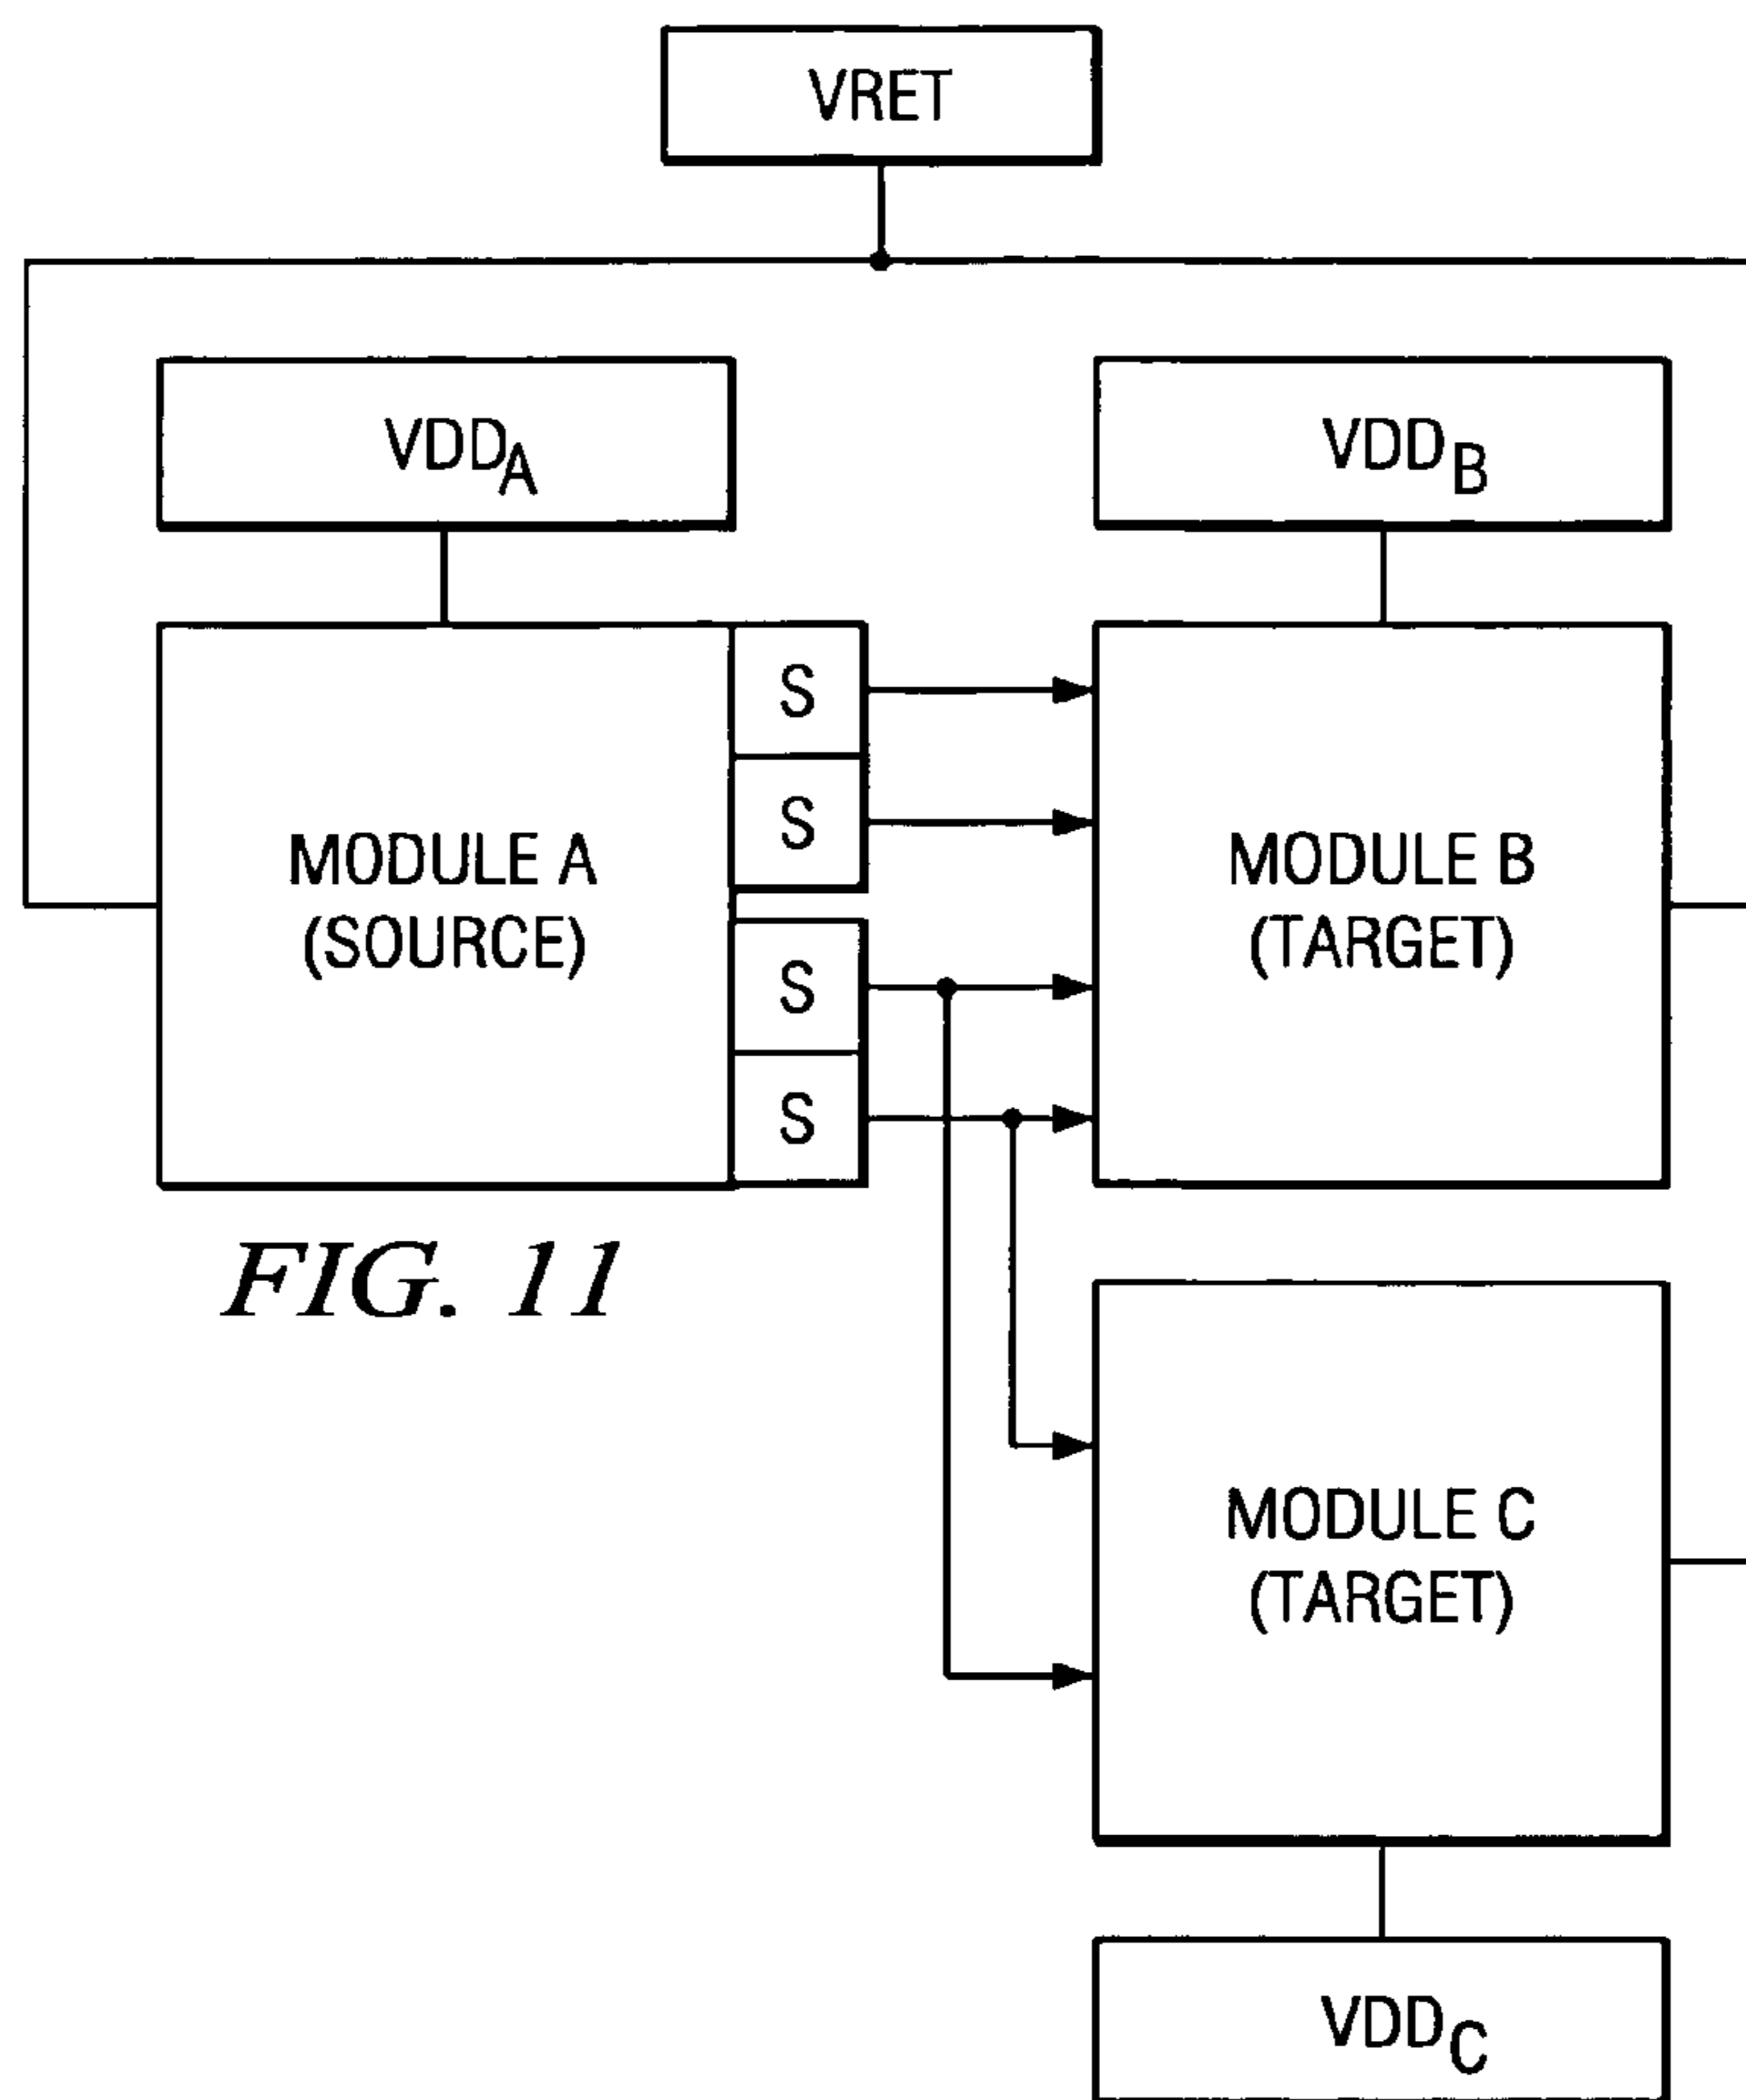 VRET
VDDA
VDDB
S
S
S
S
MODULE A
(SOURCE)
MODULE B
(TARGET)
FIG. 11
MODULE C
(TARGET)
VDDC